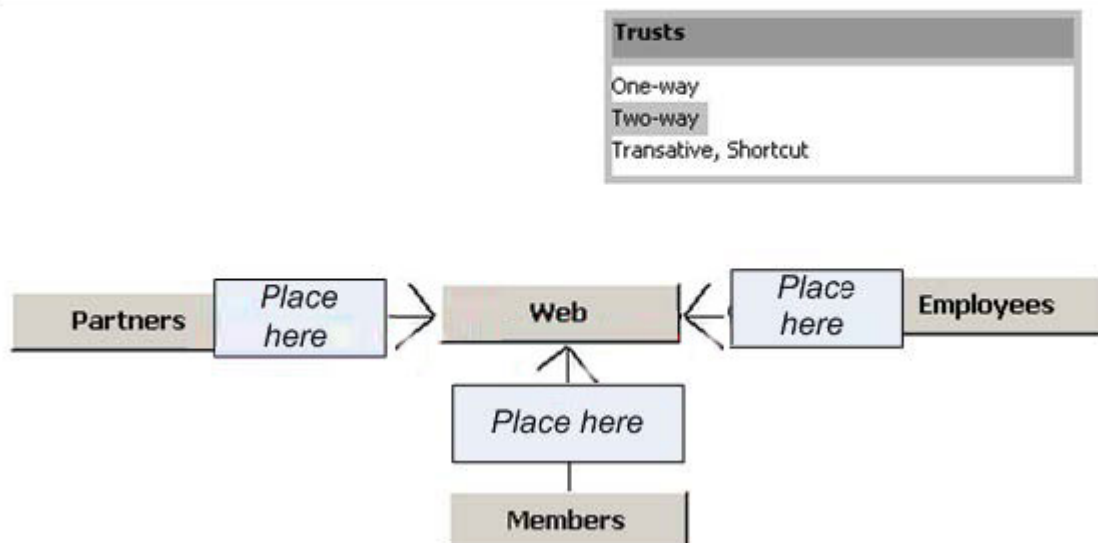 Trusts
One-way
Two-way
Transative, Shortcut
Partners
Place
here
Web
Place
here
Employees
Place here
Members